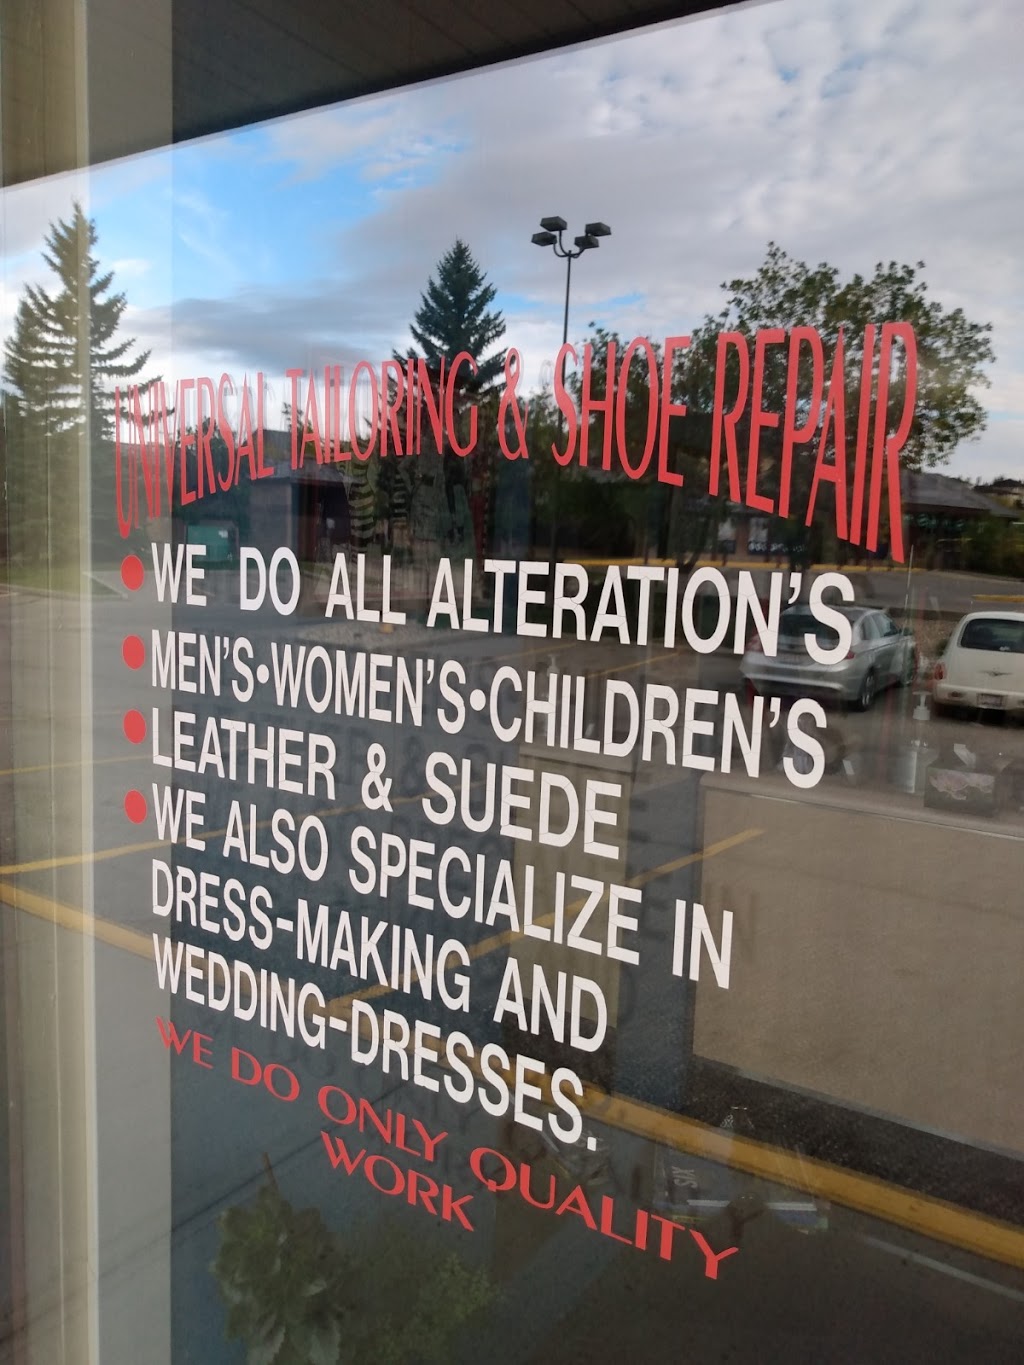 UNIVERSAL TAILORING & SHOE REPAIR
• WE DO ALL ALTERATION'S
• MEN'S•WOMEN'S•CHILDREN'S
• LEATHER & SUEDE
• WE ALSO SPECIALIZE IN
DRESS-MAKING AND
WEDDING-DRESSES.
WE DO ONLY QUALITY
WORK